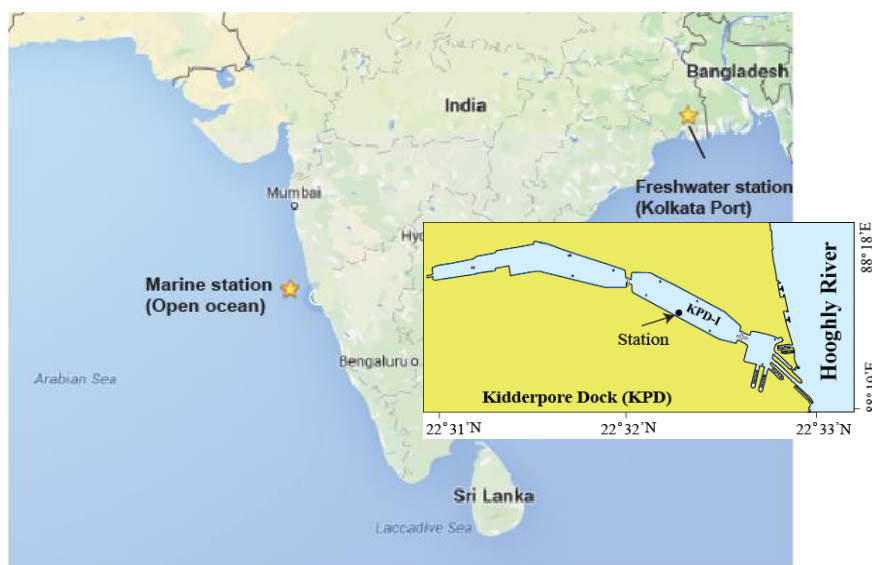 India
Bangladesh
Mumbai
Freshwater station
(Kolkata Port)
Hy
Marine station
(Open ocean)
Bengaluru
Arabian Sea
Sri Lanka
Laccadive Sea
KPD-I
Station
Kidderpore Dock (KPD)
Hooghly River
88°18'E
22°31'N
22°32'N
22°33'N